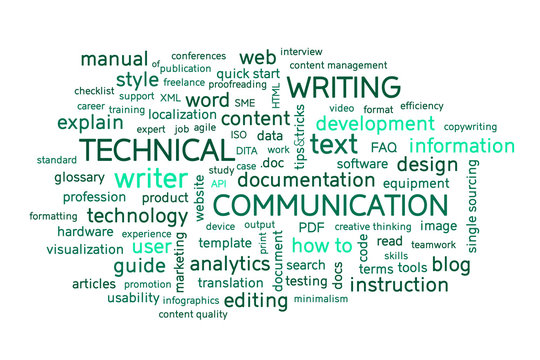 manual
of
publication
conferences
web
interview
content management
style
freelance
proofreading
quick start
HTML
WRITING
checklist
support
XML
word
SME
career
training
localization
content
tips&tricks
video
format
efficiency
explain
expert
job
agile
ISO
data
development
copywriting
TECHNICAL
DITA
work
text
FAQ
information
standard
study
case
.doc
software
design
single sourcing
glossary
writer
API
documentation
equipment
profession
product
website
COMMUNICATION
formatting
technology
device
output
PDF
creative thinking
image
hardware
experience
user
template
print
document
how to
code
read
teamwork
visualization
marketing
skills
guide
analytics
search
docs
terms
tools
blog
articles
promotion
translation
testing
instruction
usability
infographics
editing
minimalism
content quality